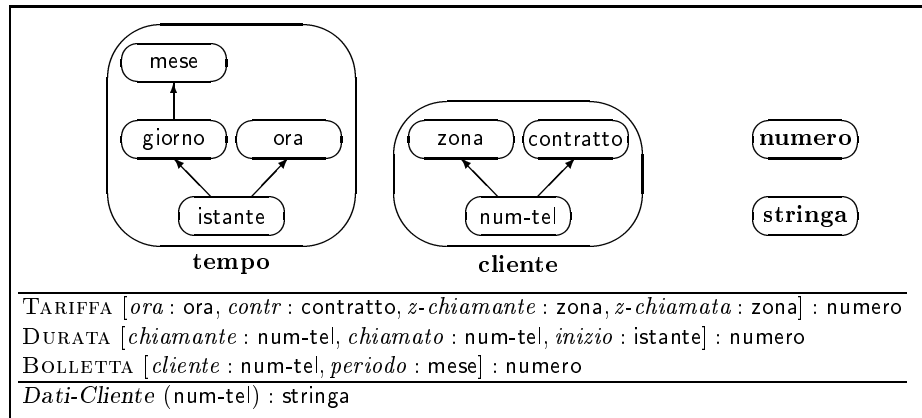 mese
giorno ora zona contratto numero
istante num-tel stringa
tempo cliente
TARIFFA [ora : ora, contr : contratto, z-chiamante : zona, z-chiamata : zona] : numero
DURATA [chiamante : num-tel, chiamato : num-tel, inizio : istante] : numero
BOLLETTA [cliente : num-tel, periodo : mese] : numero
Dati-Cliente (num-tel) : stringa